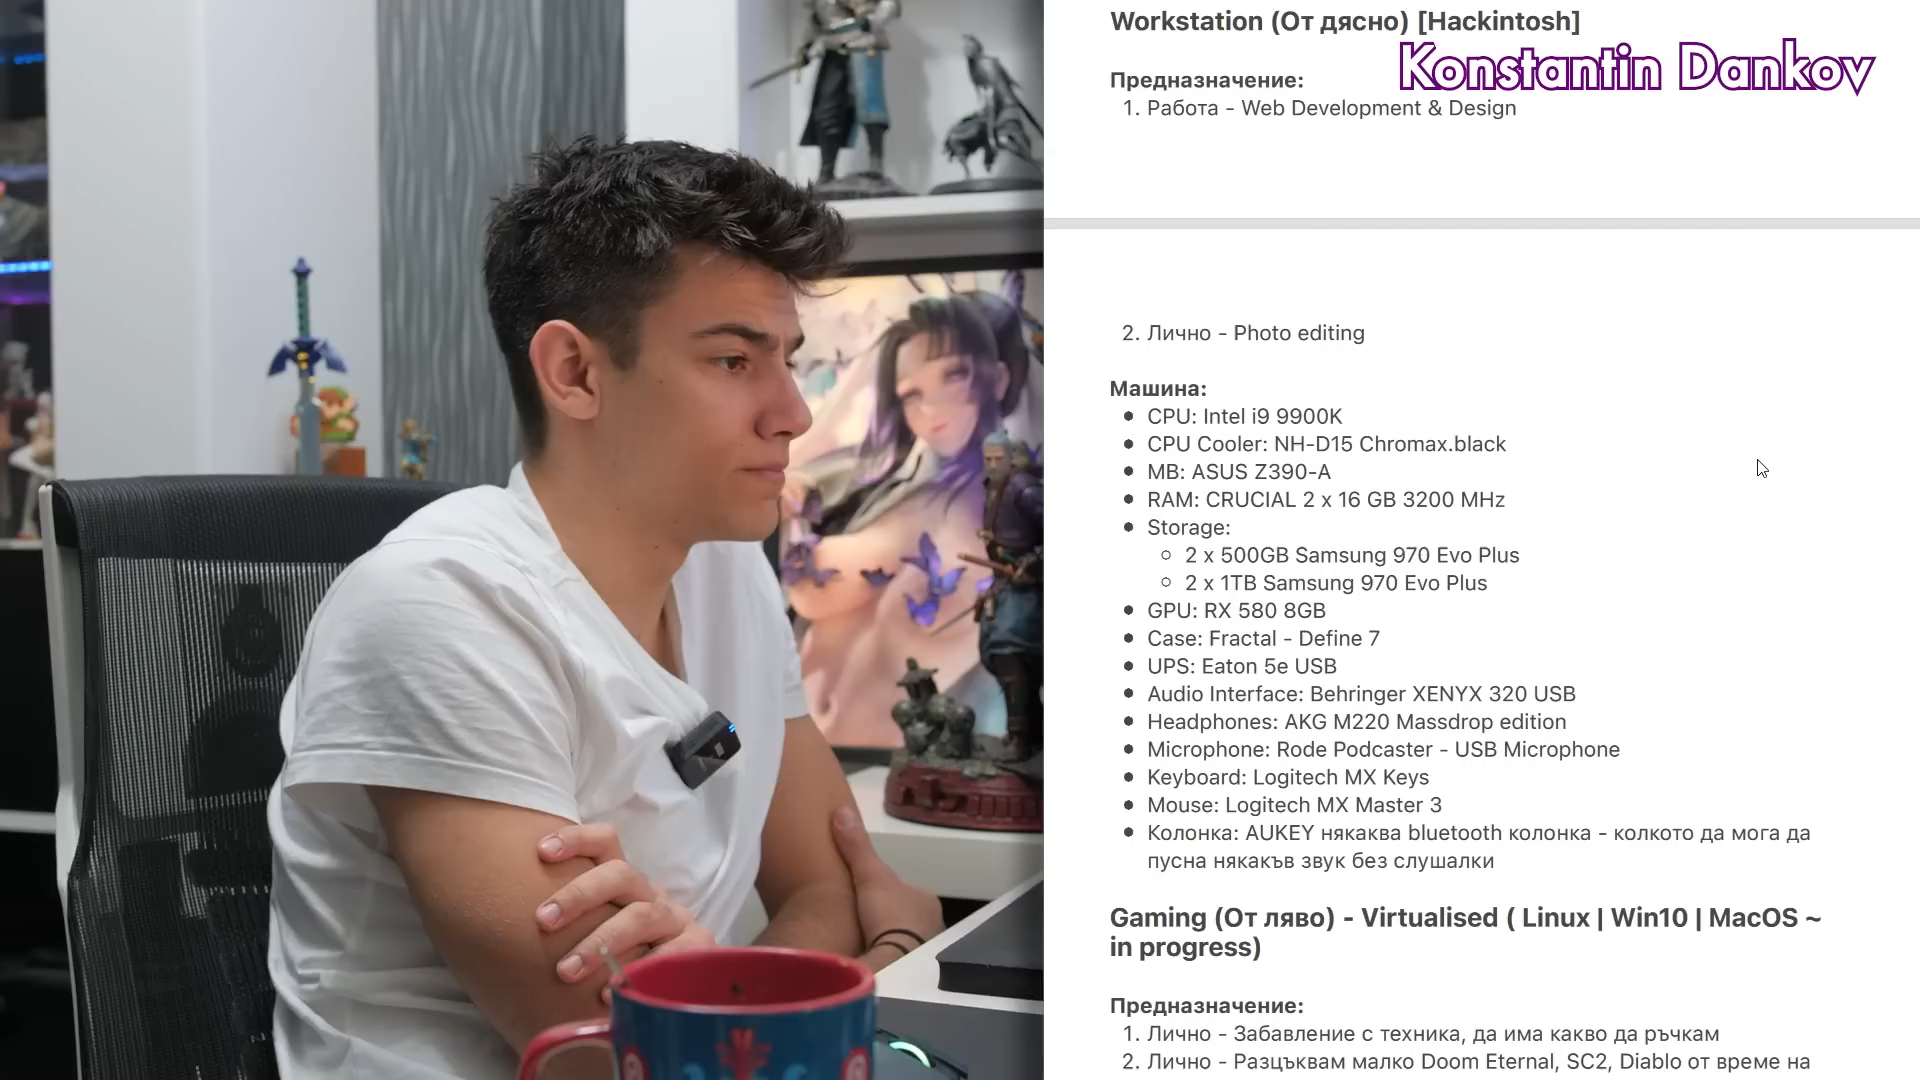 Workstation (От дясно) [Hackintosh]
Konstantin Dankov
Предназначение:
1. Работа - Web Development & Design
2. Лично - Photo editing
Машина:
CPU: Intel i9 9900K
CPU Cooler: NH-D15 Chromax.black
MB: ASUS Z390-A
RAM: CRUCIAL 2 x 16 GB 3200 MHz
Storage:
2 x 500GB Samsung 970 Evo Plus
2 x 1TB Samsung 970 Evo Plus
GPU: RX 580 8GB
Case: Fractal - Define 7
UPS: Eaton 5e USB
Audio Interface: Behringer XENYX 320 USB
Headphones: AKG M220 Massdrop edition
Microphone: Rode Podcaster - USB Microphone
Keyboard: Logitech MX Keys
Mouse: Logitech MX Master 3
Колонка: AUKEY някаква bluetooth колонка - колкото да мога да
пусна някакъв звук без слушалки
Gaming (От ляво) - Virtualised ( Linux | Win10 | MacOS ~
in progress)
Предназначение:
1. Лично - Забавление с техника, да има какво да ръчкам
2. Лично - Разцъквам малко Doom Eternal, SC2, Diablo от време на